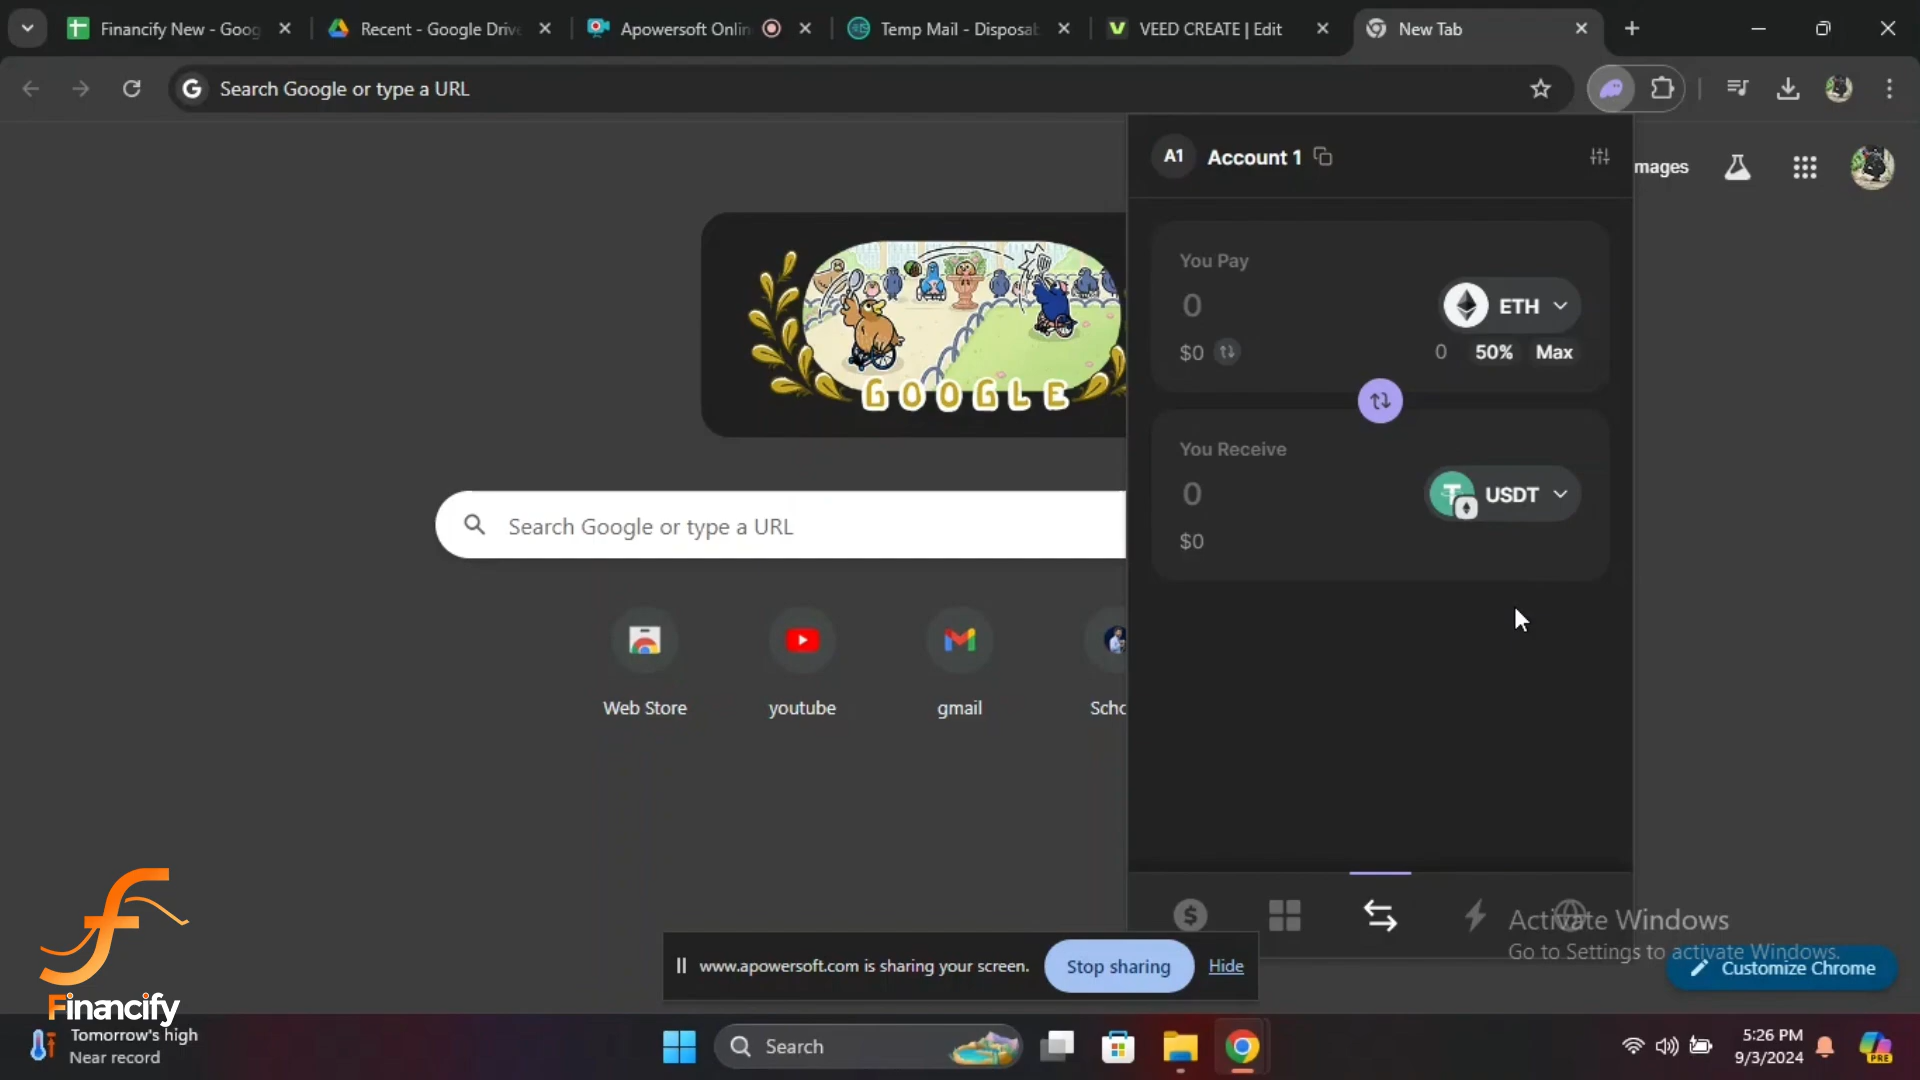 Financify New - Goog
Recent - Google Drive
Apowersoft Onlin
Temp Mail - Disposab
VEED CREATE | Edit
New Tab
Search Google or type a URL
A1
Account 1
mages
You Pay
0
ETH
$0
0
50%
Max
GOOGLE
You Receive
0
USDT
$0
Search Google or type a URL
Web Store
youtube
gmail
Scho
Activate Windows
Go to Settings to activate Windows.
www.apowersoft.com is sharing your screen.
Stop sharing
Hide
Customize Chrome
Financify
Tomorrow's high
Near record
Search
5:26 PM
9/3/2024
PRE